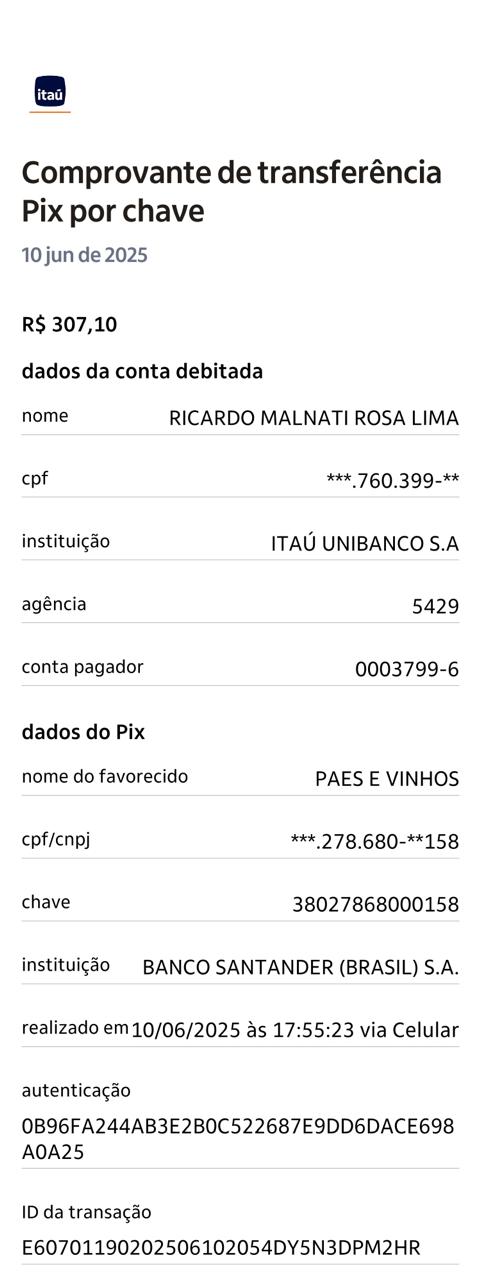 itaú
Comprovante de transferência
Pix por chave
10 jun de 2025
R$ 307,10
dados da conta debitada
nome RICARDO MALNATI ROSA LIMA
cpf ***.760.399-**
instituição ITAÚ UNIBANCO S.A
agência 5429
conta pagador 0003799-6
dados do Pix
nome do favorecido PAES E VINHOS
cpf/cnpj ***.278.680-**158
chave 38027868000158
instituição BANCO SANTANDER (BRASIL) S.A.
realizado em 10/06/2025 às 17:55:23 via Celular
autenticação
0B96FA244AB3E2B0C522687E9DD6DACE698
A0A25
ID da transação
E60701190202506102054DY5N3DPM2HR